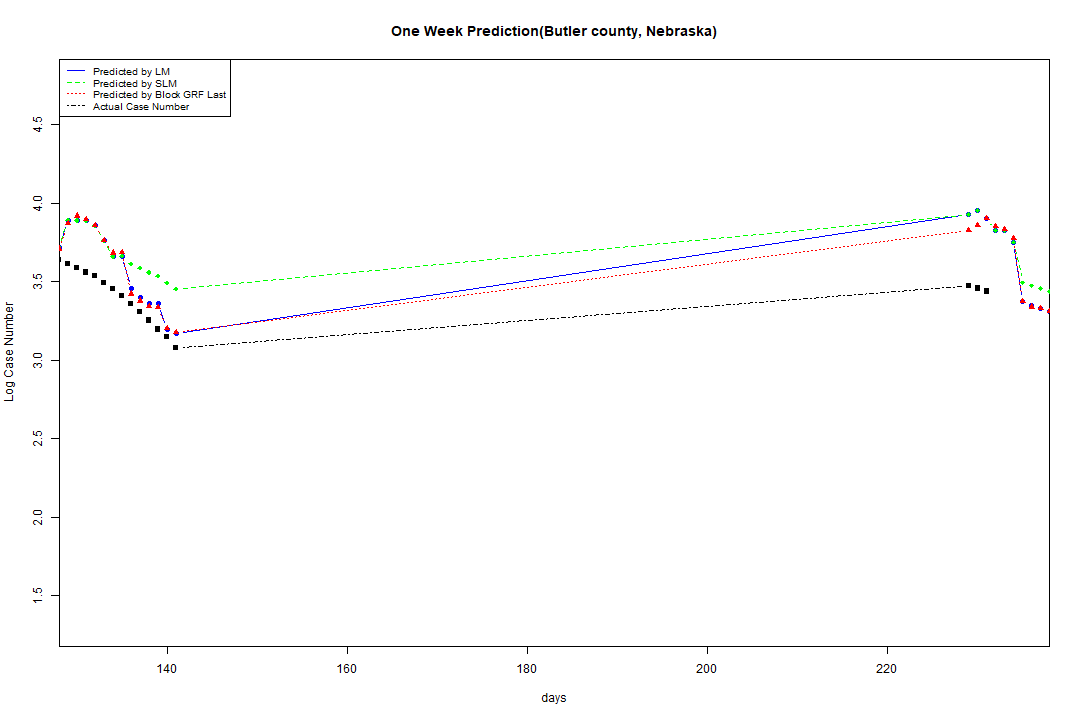 One Week Prediction(Butler county, Nebraska)
Predicted by LM
Predicted by SLM
Predicted by Block GRF Last
Actual Case Number
4.5
4.0
3.5
3.0
2.5
2.0
1.5
Log Case Number
140 160 180 200 220
days